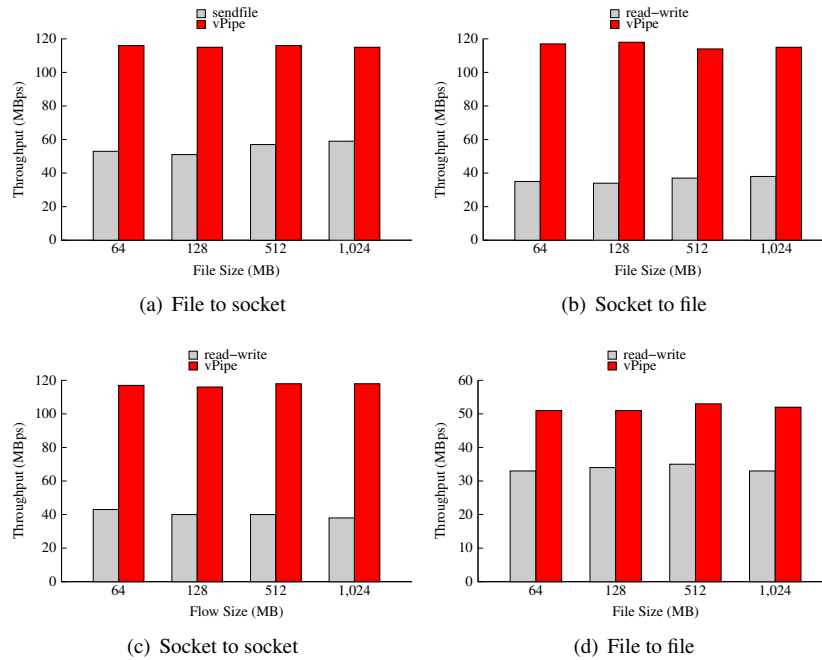 sendfile
vPipe
120
100
80
60
40
20
0
Throughput (MBps)
64 128 512 1,024
File Size (MB)
(a) File to socket
read−write
vPipe
120
100
80
60
40
20
0
Throughput (MBps)
64 128 512 1,024
File Size (MB)
(b) Socket to file
read−write
vPipe
120
100
80
60
40
20
0
Throughput (MBps)
64 128 512 1,024
Flow Size (MB)
(c) Socket to socket
read−write
vPipe
60
50
40
30
20
10
0
Throughput (MBps)
64 128 512 1,024
File Size (MB)
(d) File to file